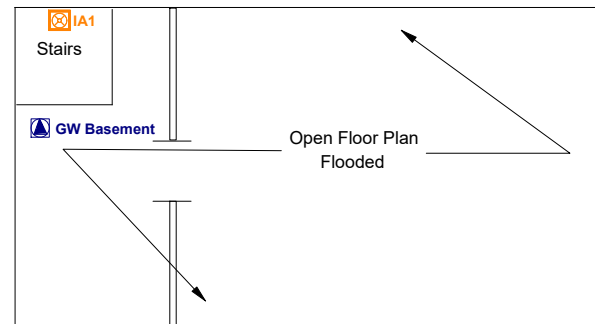 IA1
Stairs
GW Basement
Open Floor Plan
Flooded